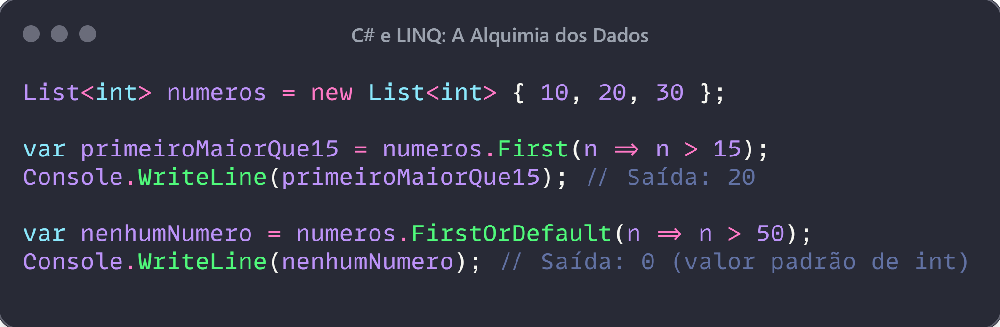 C# e LINQ: A Alquimia dos Dados
List<int> numeros = new List<int> { 10, 20, 30 };
var primeiroMaiorQue15 = numeros.First(n => n > 15);
Console.WriteLine(primeiroMaiorQue15); // Saída: 20
var nenhumNumero = numeros.FirstOrDefault(n => n > 50);
Console.WriteLine(nenhumNumero); // Saída: 0 (valor padrão de int)